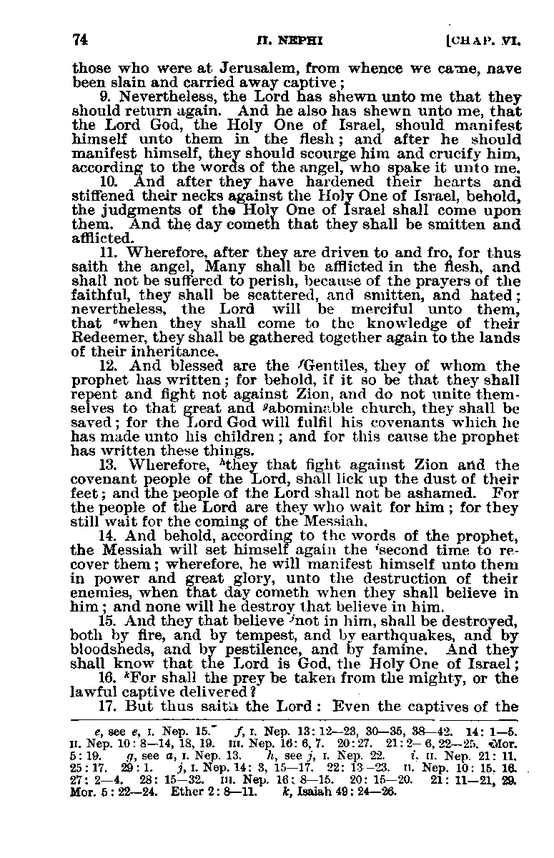 74 II. NEPHI [CHAP. VI.
those who were at Jerusalem, from whence we came, have
been slain and carried away captive;
9. Nevertheless, the Lord has shewn unto me that they
should return again. And he also has shewn unto me, that
the Lord God, the Holy One of Israel, should manifest
himself unto them in the flesh; and after he should
manifest himself, they should scourge him and crucify him,
according to the words of the angel, who spake it unto me.
10. And after they have hardened their hearts and
stiffened their necks against the Holy One of Israel, behold,
the judgments of the Holy One of Israel shall come upon
them. And the day cometh that they shall be smitten and
afflicted.
11. Wherefore, after they are driven to and fro, for thus
saith the angel, Many shall be afflicted in the flesh, and
shall not be suffered to perish, because of the prayers of the
faithful, they shall be scattered, and smitten, and hated;
nevertheless, the Lord will be merciful unto them,
that ewhen they shall come to the knowledge of their
Redeemer, they shall be gathered together again to the lands
of their inheritance.
12. And blessed are the fGentiles, they of whom the
prophet has written; for behold, if it so be that they shall
repent and fight not against Zion, and do not unite them-
selves to that great and gabominable church, they shall be
saved; for the Lord God will fulfil his covenants which he
has made unto his children; and for this cause the prophet
has written these things.
13. Wherefore, hthey that fight against Zion and the
covenant people of the Lord, shall lick up the dust of their
feet; and the people of the Lord shall not be ashamed. For
the people of the Lord are they who wait for him; for they
still wait for the coming of the Messiah.
14. And behold, according to the words of the prophet,
the Messiah will set himself again the isecond time to re-
cover them; wherefore, he will manifest himself unto them
in power and great glory, unto the destruction of their
enemies, when that day cometh when they shall believe in
him; and none will he destroy that believe in him.
15. And they that believe jnot in him, shall be destroyed,
both by fire, and by tempest, and by earthquakes, and by
bloodsheds, and by pestilence, and by famine. And they
shall know that the Lord is God, the Holy One of Israel;
16. kFor shall the prey be taken from the mighty, or the
lawful captive delivered?
17. But thus saith the Lord: Even the captives of the
e, see e, I. Nep. 15. f, I. Nep. 13: 12—23, 30—35, 38—42. 14: 1—5.
II. Nep. 10: 8—14, 18, 19. III. Nep. 16: 6, 7. 20: 27. 21: 2—6, 22—25. Mor.
5: 19. g, see a, I. Nep. 13. h, see j, I. Nep. 22. i, II. Nep. 21: 11.
25: 17. 29: 1. j, I. Nep. 14: 3, 15—17. 22: 13—23. II. Nep. 10: 15, 16.
27: 2—4. 28: 15—32. III. Nep. 16: 8—15. 20: 15—20. 21: 11—21, 29.
Mor. 5: 22—24. Ether 2: 8—11. k, Isaiah 49: 24—26.